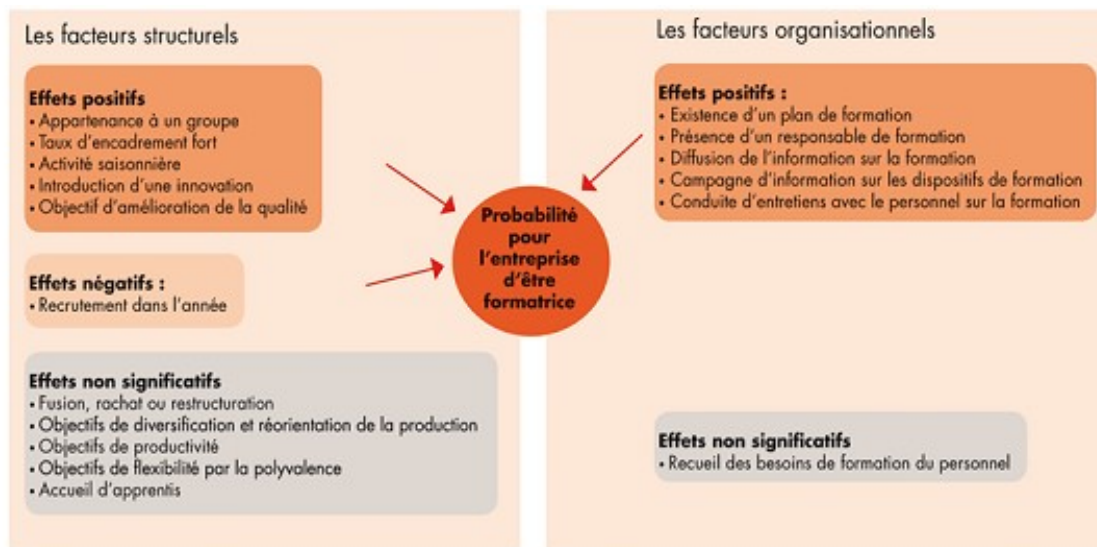 Les facteurs structurels
Effets positifs
• Appartenance à un groupe
• Taux d'encadrement fort
• Activité saisonnière
• Introduction d'une innovation
• Objectif d'amélioration de la qualité
Effets négatifs :
• Recrutement dans l'année
Effets non significatifs
• Fusion, rachat ou restructuration
• Objectifs de diversification et réorientation de la production
• Objectifs de productivité
• Objectifs de flexibilité par la polyvalence
• Accueil d'apprentis
Probabilité
pour
l'entreprise
d'être
formatrice
Les facteurs organisationnels
Effets positifs :
• Existence d'un plan de formation
• Présence d'un responsable de formation
• Diffusion de l'information sur la formation
• Campagne d'information sur les dispositifs de formation
• Conduite d'entretiens avec le personnel sur la formation
Effets non significatifs
• Recueil des besoins de formation du personnel